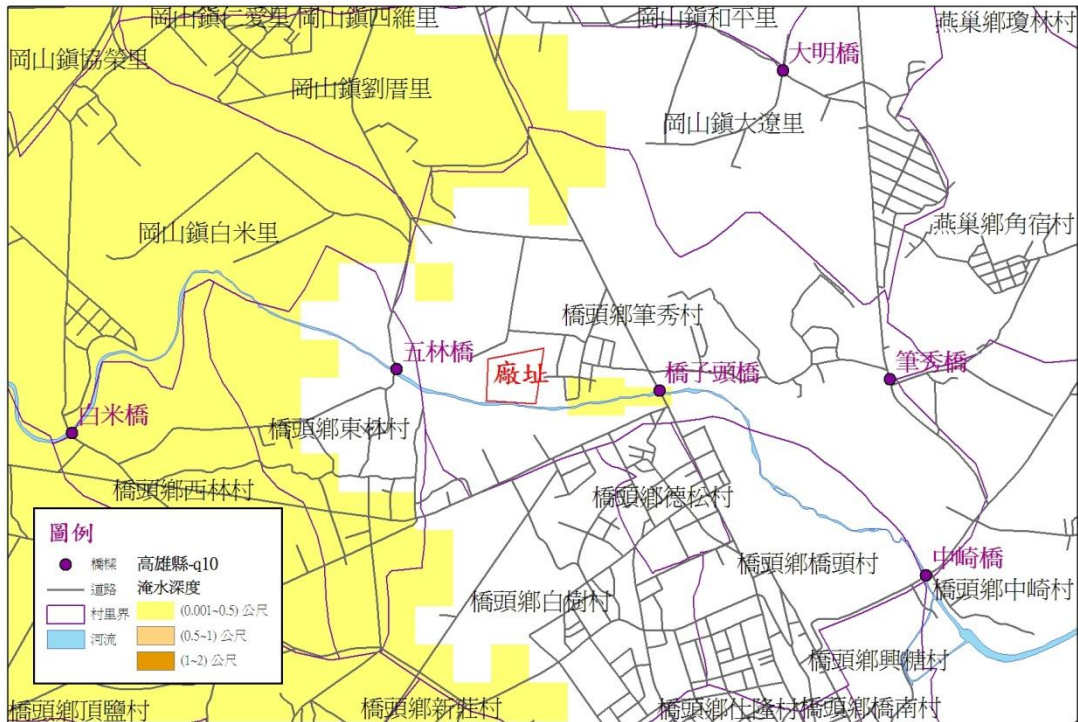 岡山鎮仁愛里
岡山鎮四維里
岡山鎮和平里
燕巢鄉瓊林村
岡山鎮協榮里
大明橋
岡山鎮劉厝里
岡山鎮大遼里
岡山鎮白米里
燕巢鄉角宿村
橋頭鄉筆秀村
五林橋
廠址
橋子頭橋
筆秀橋
白米橋
橋頭鄉東林村
橋頭鄉西林村
橋頭鄉德松村
中崎橋
橋頭鄉橋頭村
橋頭鄉中崎村
橋頭鄉白樹村
橋頭鄉興糖村
橋頭鄉頂鹽村
橋頭鄉新莊村
橋頭鄉仕隆村
橋頭鄉橋南村
圖例
橋樑
道路
村里界
河流
高雄縣-q10
淹水深度
(0.001~0.5) 公尺
(0.5~1) 公尺
(1~2) 公尺